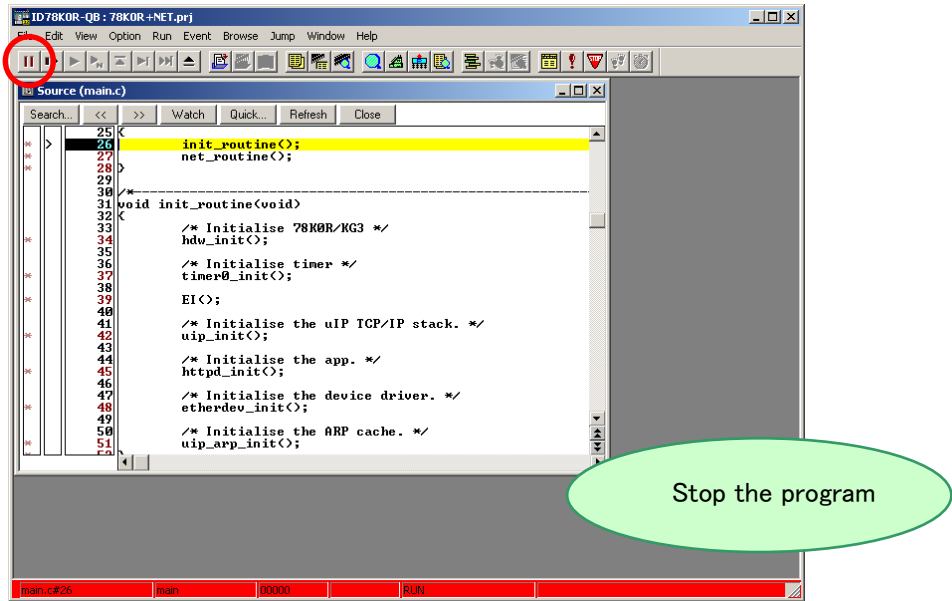 ID78K0R-QB : 78K0R+NET.prj
File Edit View Option Run Event Browse Jump Window Help
Source (main.c)
Search... << >> Watch Quick... Refresh Close
25 {
* > 26 init_routine();
* 27 net_routine();
* 28 }
29
30 /*------------------------------------------------------------
31 void init_routine(void)
32 {
33 /* Initialise 78K0R/KG3 */
* 34 hdw_init();
35
36 /* Initialise timer */
* 37 timer0_init();
38
* 39 EI();
40
41 /* Initialise the uIP TCP/IP stack. */
* 42 uip_init();
43
44 /* Initialise the app. */
* 45 httpd_init();
46
47 /* Initialise the device driver. */
* 48 etherdev_init();
49
50 /* Initialise the ARP cache. */
* 51 uip_arp_init();
Stop the program
main.c#26 main 00000 RUN